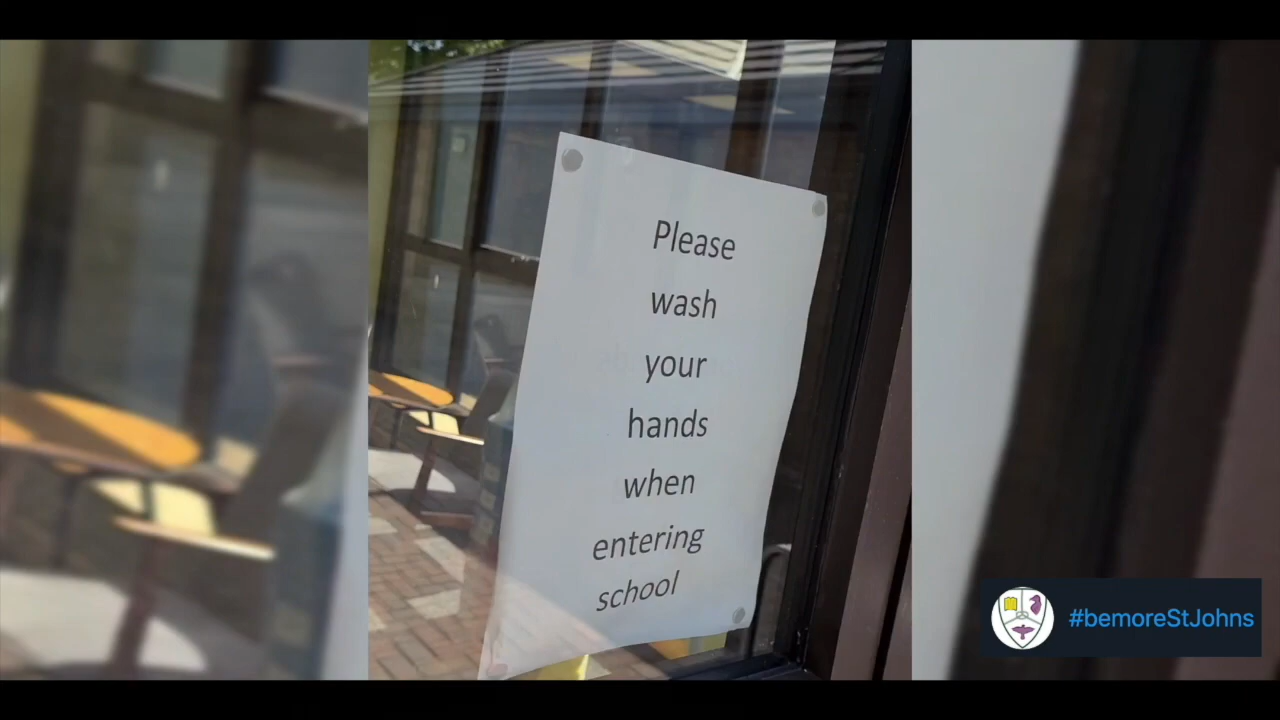 Please
wash
your
hands
when
entering
school
#bemoreStJohns